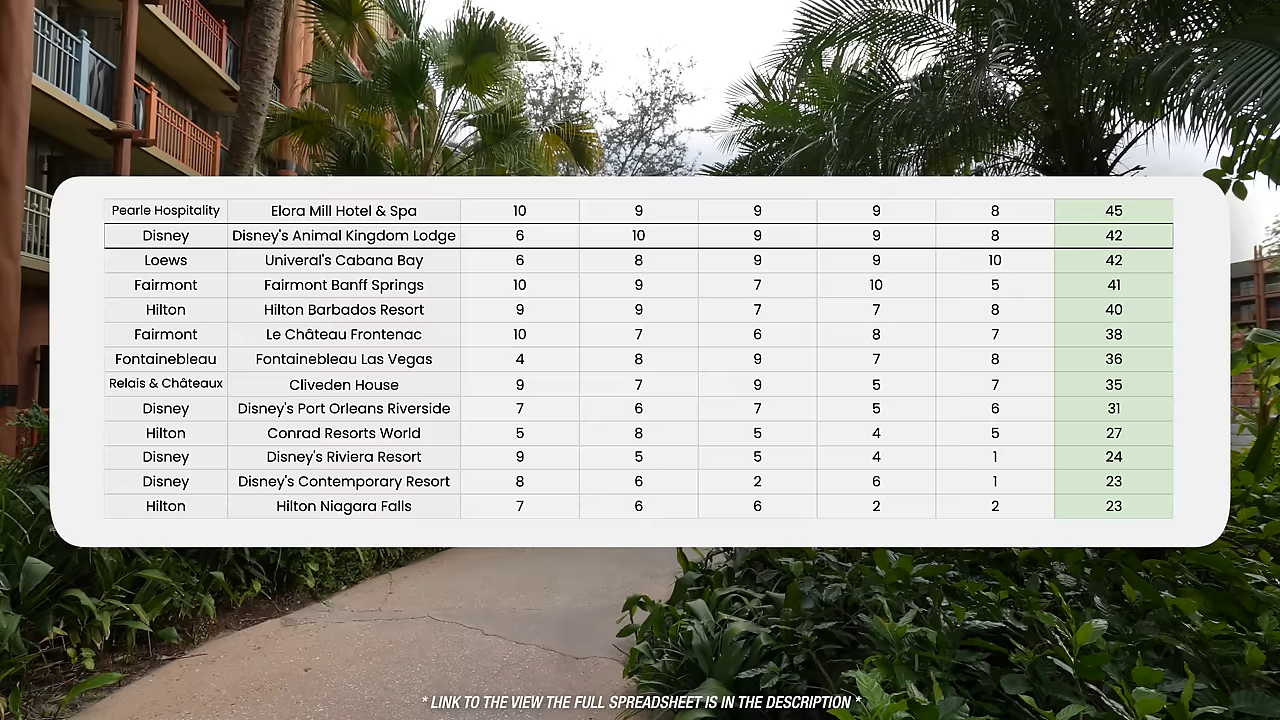 Pearle Hospitality Elora Mill Hotel & Spa 10 9 9 9 8 45
Disney Disney's Animal Kingdom Lodge 6 10 9 9 8 42
Loews Univeral's Cabana Bay 6 8 9 9 10 42
Fairmont Fairmont Banff Springs 10 9 7 10 5 41
Hilton Hilton Barbados Resort 9 9 7 7 8 40
Fairmont Le Château Frontenac 10 7 6 8 7 38
Fontainebleau Fontainebleau Las Vegas 4 8 9 7 8 36
Relais & Châteaux Cliveden House 9 7 9 5 7 35
Disney Disney's Port Orleans Riverside 7 6 7 5 6 31
Hilton Conrad Resorts World 5 8 5 4 5 27
Disney Disney's Riviera Resort 9 5 5 4 1 24
Disney Disney's Contemporary Resort 8 6 2 6 1 23
Hilton Hilton Niagara Falls 7 6 6 2 2 23
* LINK TO THE VIEW THE FULL SPREADSHEET IS IN THE DESCRIPTION *